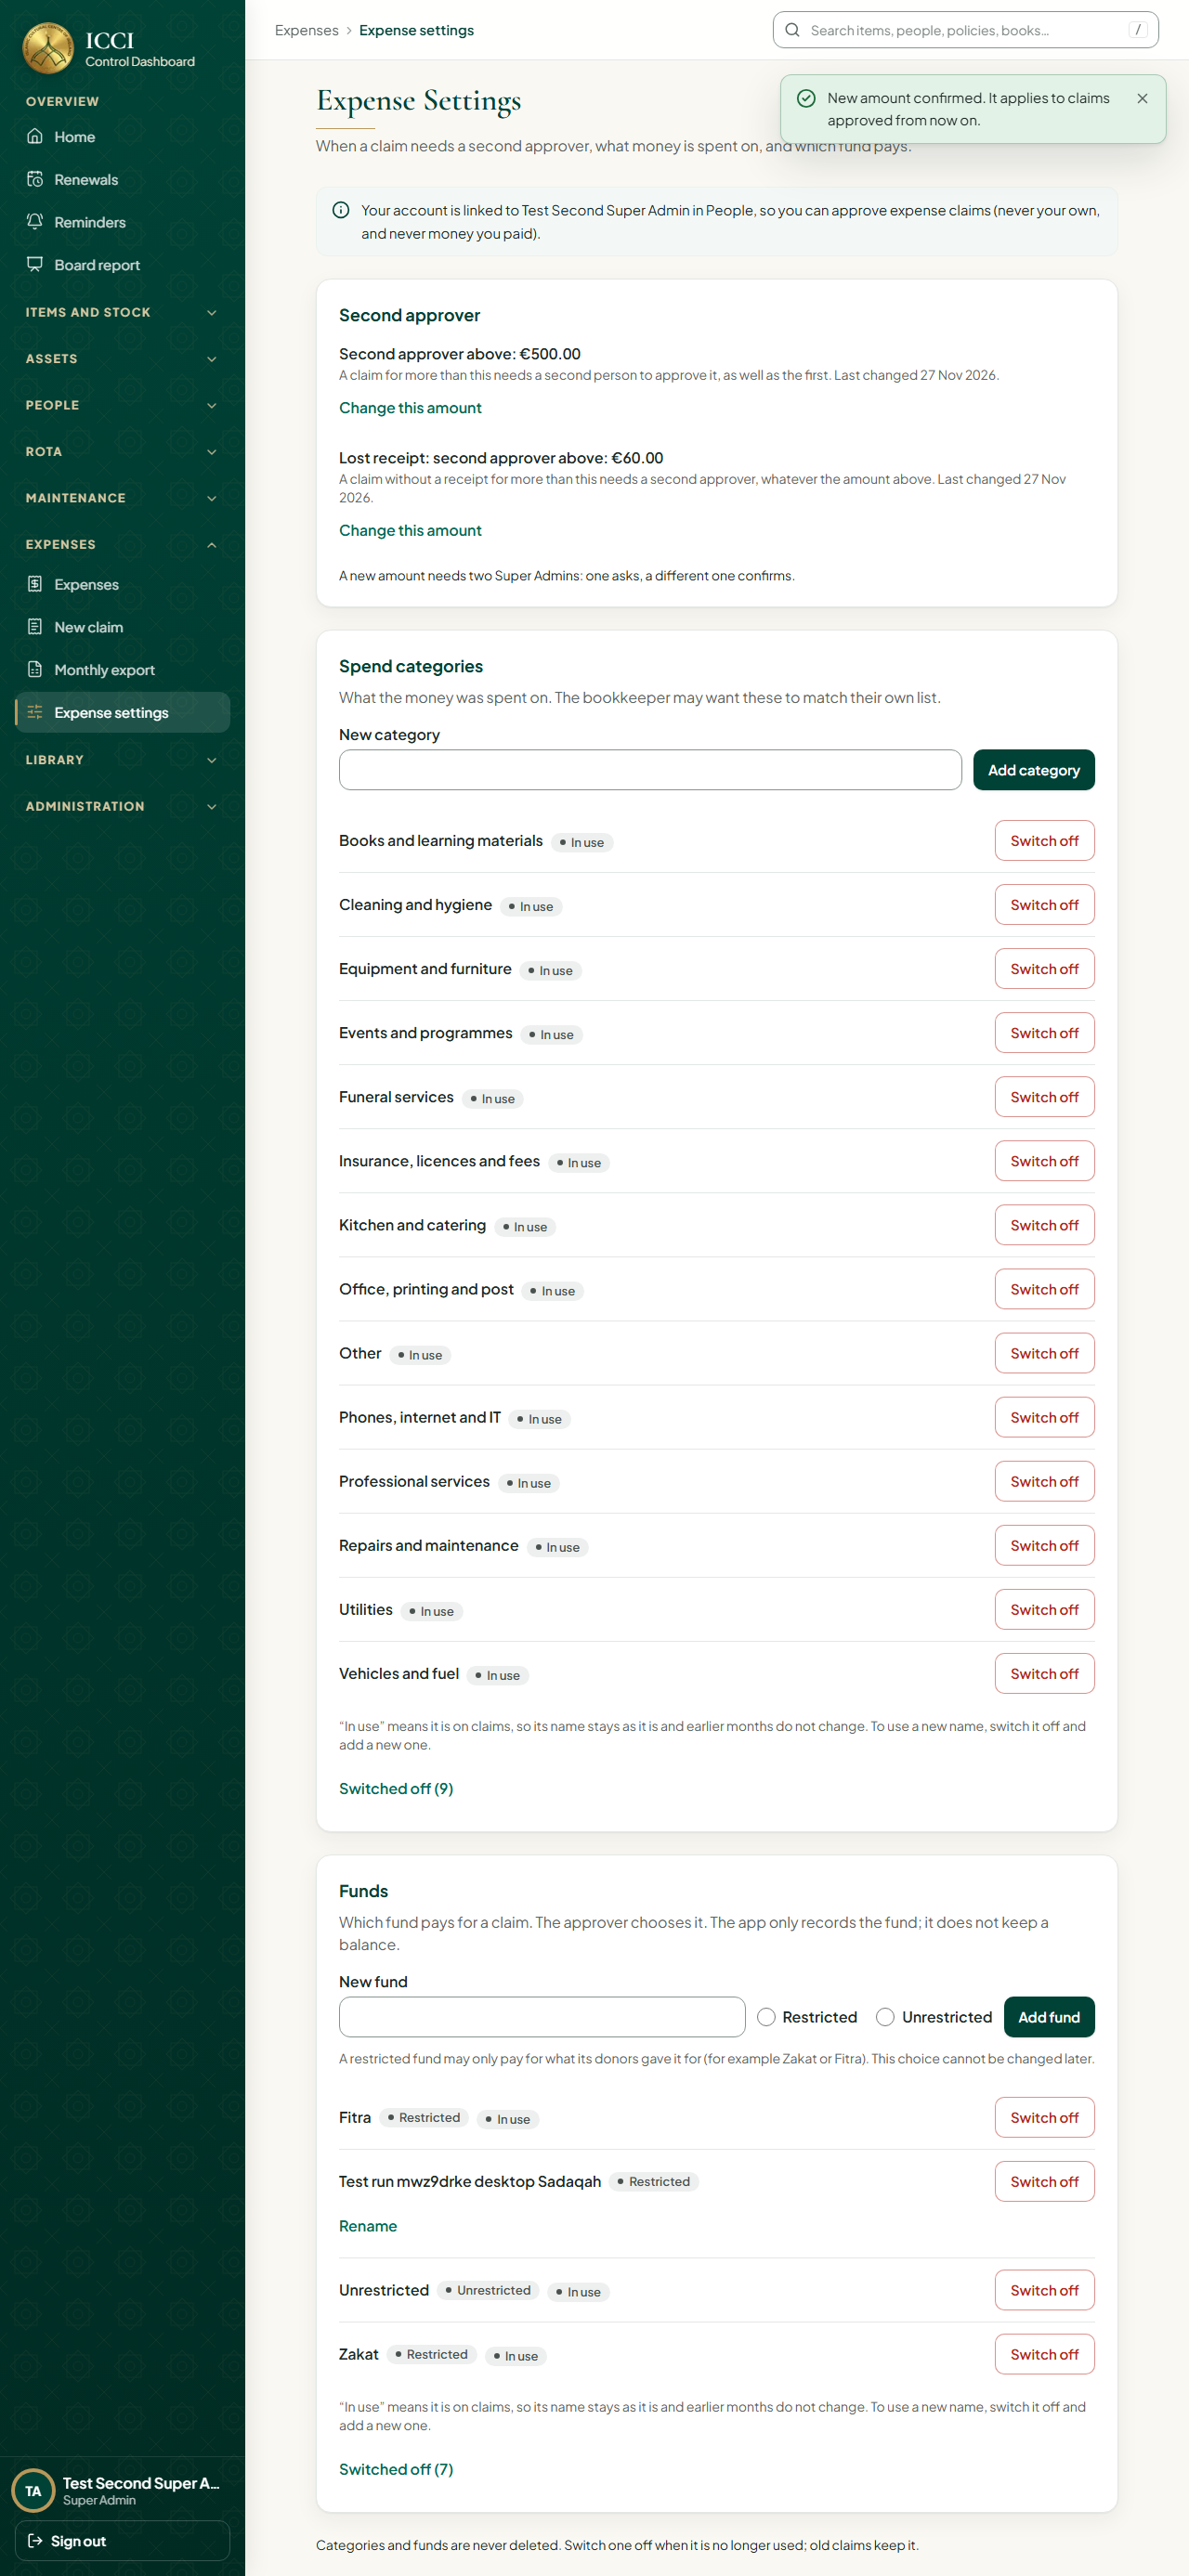 ICCI
Control Dashboard
OVERVIEW
Home
Renewals
Reminders
Board report
ITEMS AND STOCK
ASSETS
PEOPLE
ROTA
MAINTENANCE
EXPENSES
Expenses
New claim
Monthly export
Expense settings
LIBRARY
ADMINISTRATION
TA
Test Second Super A...
Super Admin
Sign out
Expenses > Expense settings
Search items, people, policies, books... /
New amount confirmed. It applies to claims
approved from now on.
Expense Settings
When a claim needs a second approver, what money is spent on, and which fund pays.
Your account is linked to Test Second Super Admin in People, so you can approve expense claims (never your own,
and never money you paid).
Second approver
Second approver above: €500.00
A claim for more than this needs a second person to approve it, as well as the first. Last changed 27 Nov 2026.
Change this amount
Lost receipt: second approver above: €60.00
A claim without a receipt for more than this needs a second approver, whatever the amount above. Last changed 27 Nov
2026.
Change this amount
A new amount needs two Super Admins: one asks, a different one confirms.
Spend categories
What the money was spent on. The bookkeeper may want these to match their own list.
New category
Add category
Books and learning materials In use Switch off
Cleaning and hygiene In use Switch off
Equipment and furniture In use Switch off
Events and programmes In use Switch off
Funeral services In use Switch off
Insurance, licences and fees In use Switch off
Kitchen and catering In use Switch off
Office, printing and post In use Switch off
Other In use Switch off
Phones, internet and IT In use Switch off
Professional services In use Switch off
Repairs and maintenance In use Switch off
Utilities In use Switch off
Vehicles and fuel In use Switch off
“In use” means it is on claims, so its name stays as it is and earlier months do not change. To use a new name, switch it off and
add a new one.
Switched off (9)
Funds
Which fund pays for a claim. The approver chooses it. The app only records the fund; it does not keep a
balance.
New fund
Restricted Unrestricted Add fund
A restricted fund may only pay for what its donors gave it for (for example Zakat or Fitra). This choice cannot be changed later.
Fitra Restricted In use Switch off
Test run mwz9drke desktop Sadaqah Restricted Switch off
Rename
Unrestricted Unrestricted In use Switch off
Zakat Restricted In use Switch off
“In use” means it is on claims, so its name stays as it is and earlier months do not change. To use a new name, switch it off and
add a new one.
Switched off (7)
Categories and funds are never deleted. Switch one off when it is no longer used; old claims keep it.